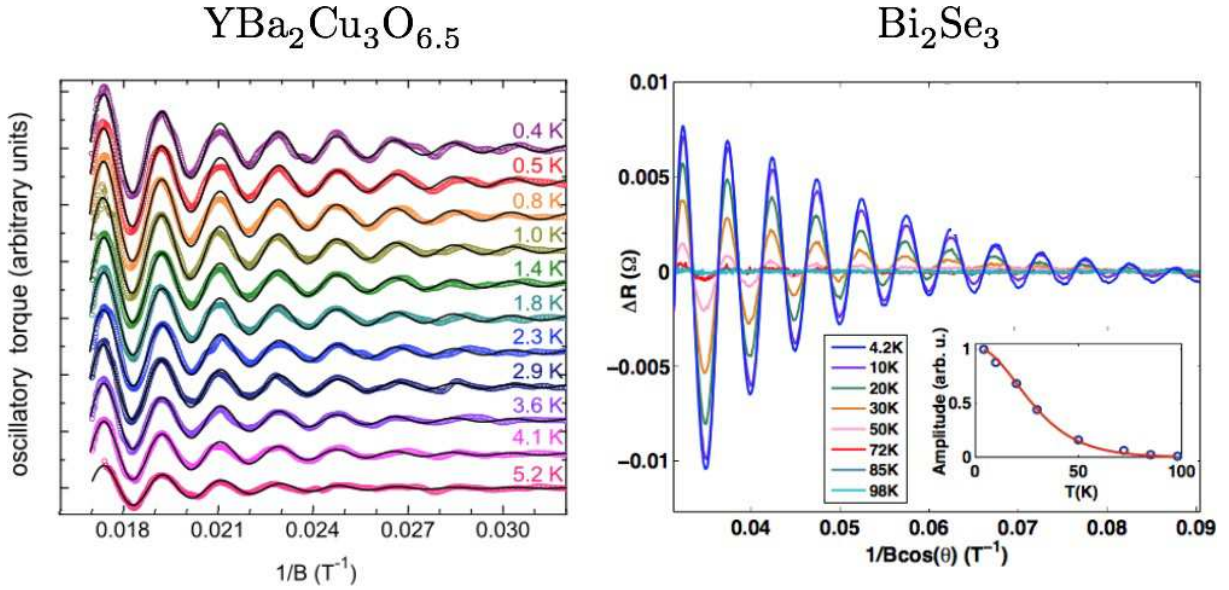 YBa₂Cu₃O₆.₅
oscillatory torque (arbitrary units)
0.4 K
0.5 K
0.8 K
1.0 K
1.4 K
1.8 K
2.3 K
2.9 K
3.6 K
4.1 K
5.2 K
0.018 0.021 0.024 0.027 0.030
1/B (T⁻¹)
Bi₂Se₃
0.01
0.005
0
−0.005
−0.01
ΔR (Ω)
4.2K
10K
20K
30K
50K
72K
85K
98K
Amplitude (arb. u.)
1
0.5
0
0 50 100
T(K)
0.04 0.05 0.06 0.07 0.08 0.09
1/Bcos(θ) (T⁻¹)